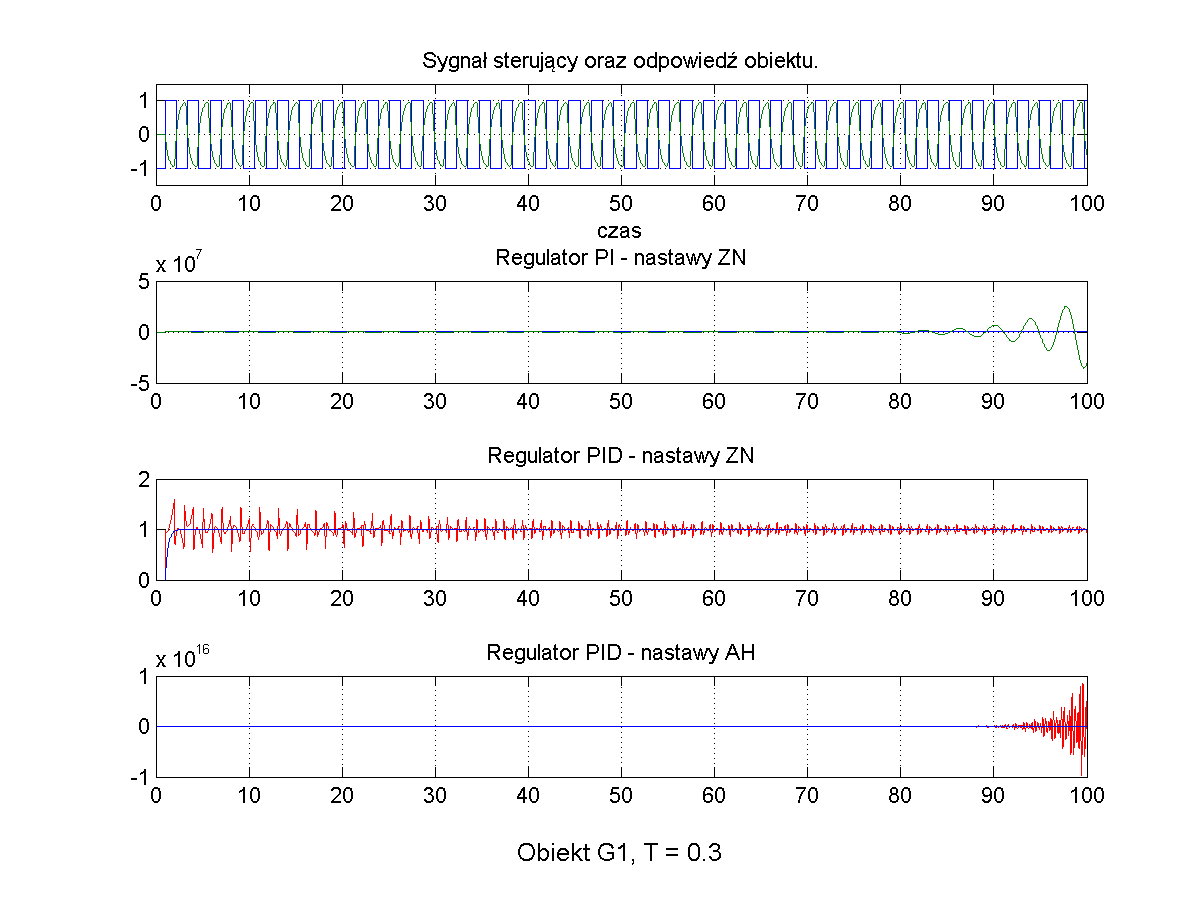 Sygnał sterujący oraz odpowiedź obiektu.
1
0
-1
0 10 20 30 40 50 60 70 80 90 100
czas
Regulator PI - nastawy ZN
x 10^7
5
0
-5
0 10 20 30 40 50 60 70 80 90 100
Regulator PID - nastawy ZN
2
1
0
0 10 20 30 40 50 60 70 80 90 100
Regulator PID - nastawy AH
x 10^16
1
0
-1
0 10 20 30 40 50 60 70 80 90 100
Obiekt G1, T = 0.3